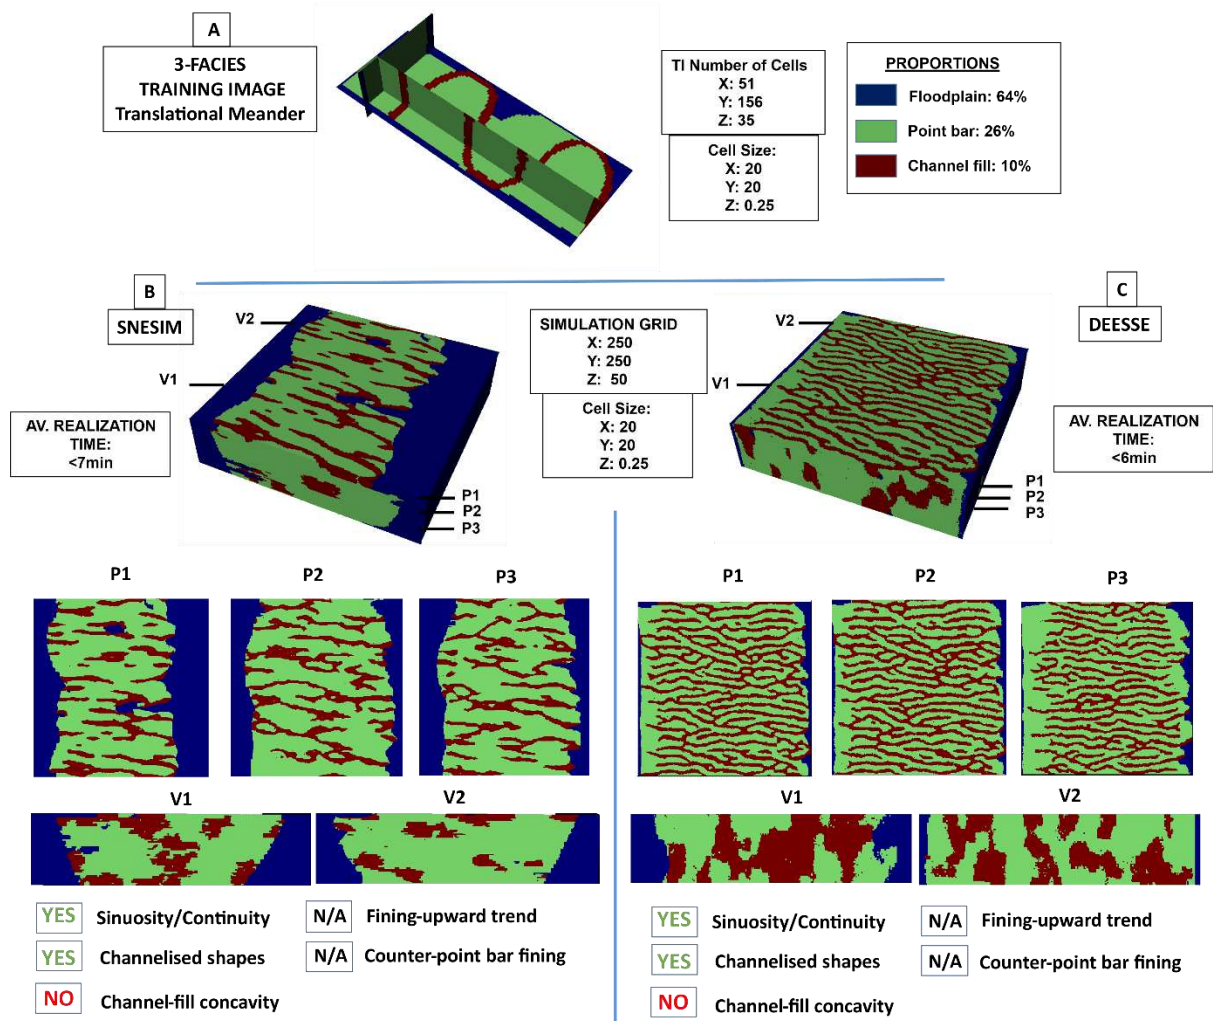 A
3-FACIES
TRAINING IMAGE
Translational Meander
TI Number of Cells
X: 51
Y: 156
Z: 35
Cell Size:
X: 20
Y: 20
Z: 0.25
PROPORTIONS
Floodplain: 64%
Point bar: 26%
Channel fill: 10%
B
SNESIM
V2
V1
AV. REALIZATION
TIME:
<7min
P1
P2
P3
SIMULATION GRID
X: 250
Y: 250
Z: 50
Cell Size:
X: 20
Y: 20
Z: 0.25
C
DEESSE
V2
V1
AV. REALIZATION
TIME:
<6min
P1
P2
P3
P1 P2 P3
V1 V2
YES Sinuosity/Continuity N/A Fining-upward trend
YES Channelised shapes N/A Counter-point bar fining
NO Channel-fill concavity
P1 P2 P3
V1 V2
YES Sinuosity/Continuity N/A Fining-upward trend
YES Channelised shapes N/A Counter-point bar fining
NO Channel-fill concavity